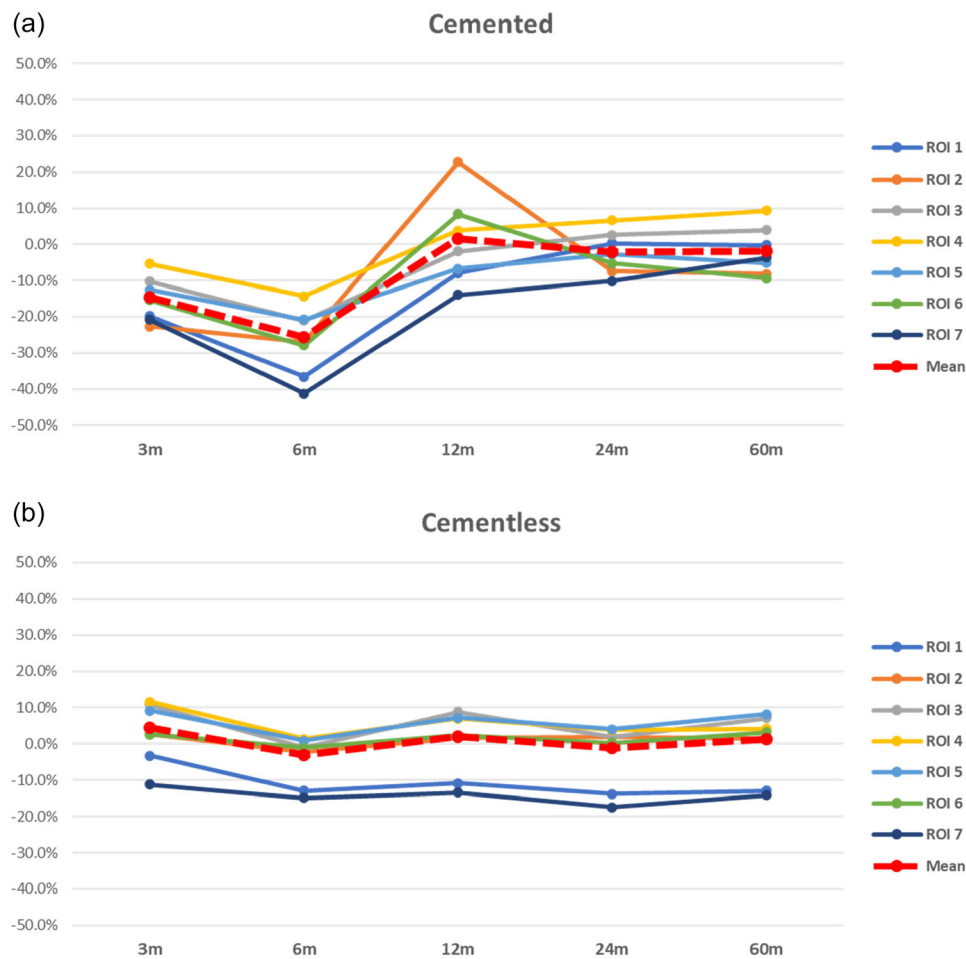 (a)
Cemented
50.0%
40.0%
30.0%
20.0%
10.0%
0.0%
-10.0%
-20.0%
-30.0%
-40.0%
-50.0%
3m 6m 12m 24m 60m
ROI 1
ROI 2
ROI 3
ROI 4
ROI 5
ROI 6
ROI 7
Mean
(b)
Cementless
50.0%
40.0%
30.0%
20.0%
10.0%
0.0%
-10.0%
-20.0%
-30.0%
-40.0%
-50.0%
3m 6m 12m 24m 60m
ROI 1
ROI 2
ROI 3
ROI 4
ROI 5
ROI 6
ROI 7
Mean